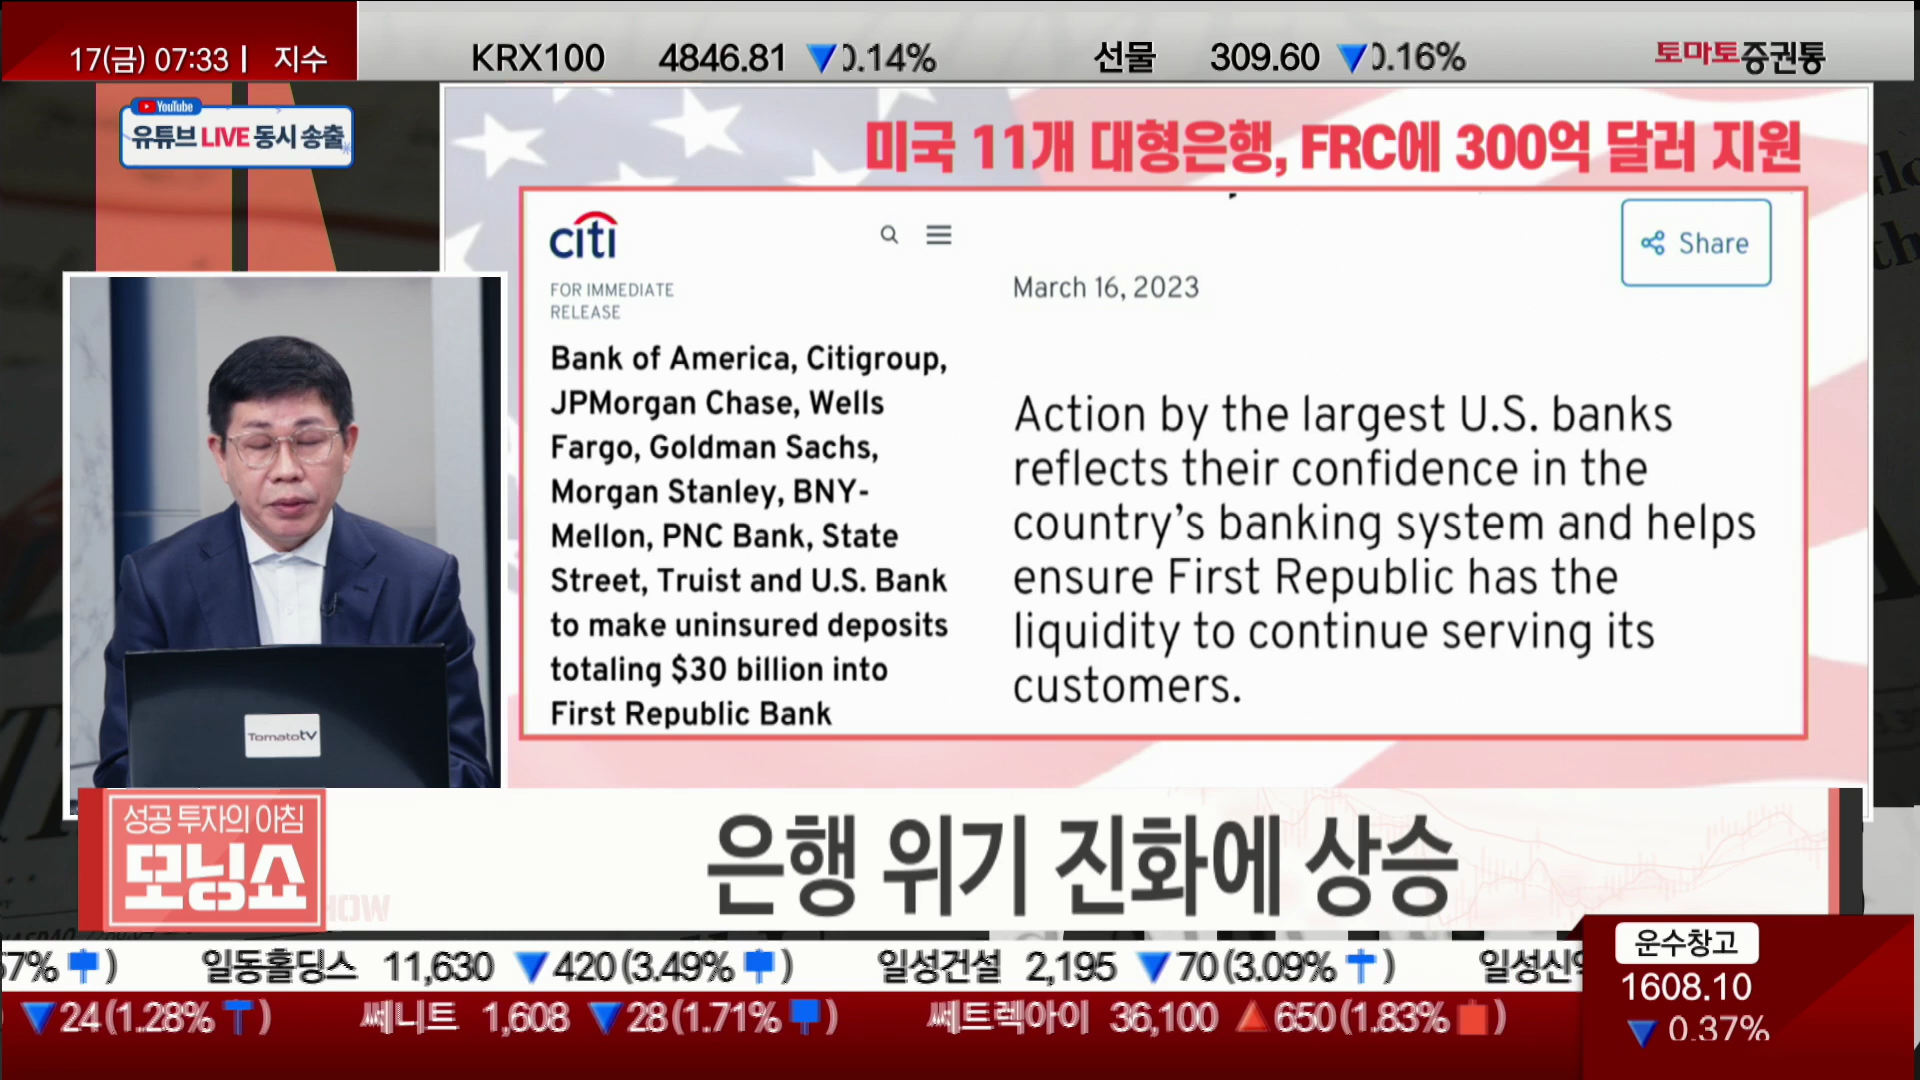 17(금) 07:33 | 지수
KRX100 4846.81 ▼0.14% 선물 309.60 ▼0.16%
토마토증권통
YouTube
유튜브 LIVE 동시 송출
미국 11개 대형은행, FRC에 300억 달러 지원
citi
FOR IMMEDIATE
RELEASE
Bank of America, Citigroup,
JPMorgan Chase, Wells
Fargo, Goldman Sachs,
Morgan Stanley, BNY-
Mellon, PNC Bank, State
Street, Truist and U.S. Bank
to make uninsured deposits
totaling $30 billion into
First Republic Bank
Share
March 16, 2023
Action by the largest U.S. banks
reflects their confidence in the
country’s banking system and helps
ensure First Republic has the
liquidity to continue serving its
customers.
TomatoTV
성공 투자의 아침
모닝쇼
은행 위기 진화에 상승
57% ) 일동홀딩스 11,630 ▼420(3.49% ) 일성건설 2,195 ▼70(3.09% ) 일성신
▼24(1.28% ) 쎄니트 1,608 ▼28(1.71% ) 쎄트렉아이 36,100 ▲650(1.83% )
운수창고
1608.10
▼ 0.37%